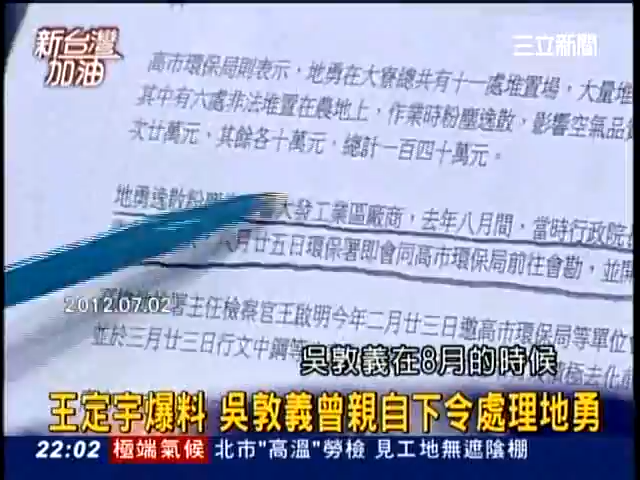 新台灣
加油
三立新聞
高市環保局則表示,地勇在大寮總共有十一處堆置場,大量堆
其中有六處非法堆置在農地上,作業時粉塵逸散,影響空氣品
次廿萬元,其餘各十萬元,總計一百四十萬元。
地勇逸散
大發工業區廠商,去年八月間,當時行政院
八月廿五日環保署即會同高市環保局前往會勘,並
2012.07.02
署主任檢察官王啟明今年二月廿三日邀高市環保局等單位
並於三月廿三日行文中鋼等
吳敦義在8月的時候
王定宇爆料 吳敦義曾親自下令處理地勇
22:02 極端氣候 北市"高溫"勞檢 見工地無遮陰棚